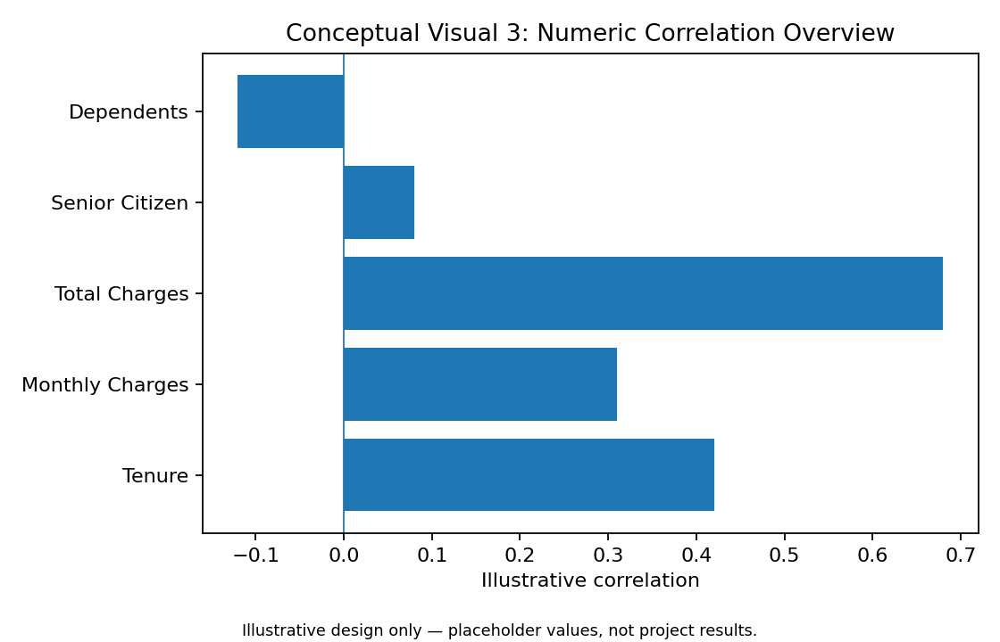 Conceptual Visual 3: Numeric Correlation Overview
Dependents
Senior Citizen
Total Charges
Monthly Charges
Tenure
−0.1 0.0 0.1 0.2 0.3 0.4 0.5 0.6 0.7
Illustrative correlation
Illustrative design only — placeholder values, not project results.